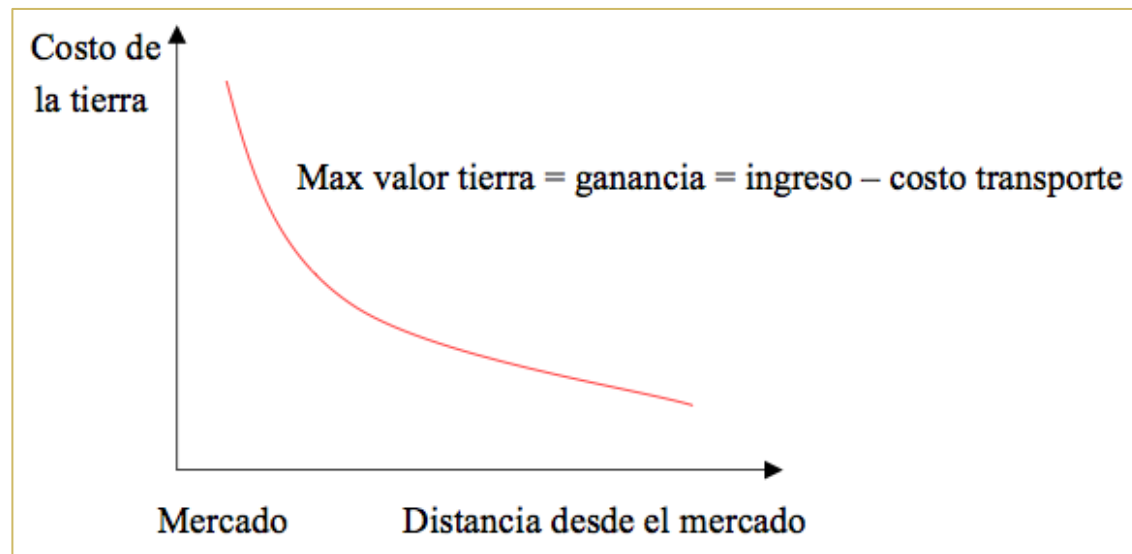 Costo de
la tierra
Max valor tierra = ganancia = ingreso – costo transporte
Mercado
Distancia desde el mercado